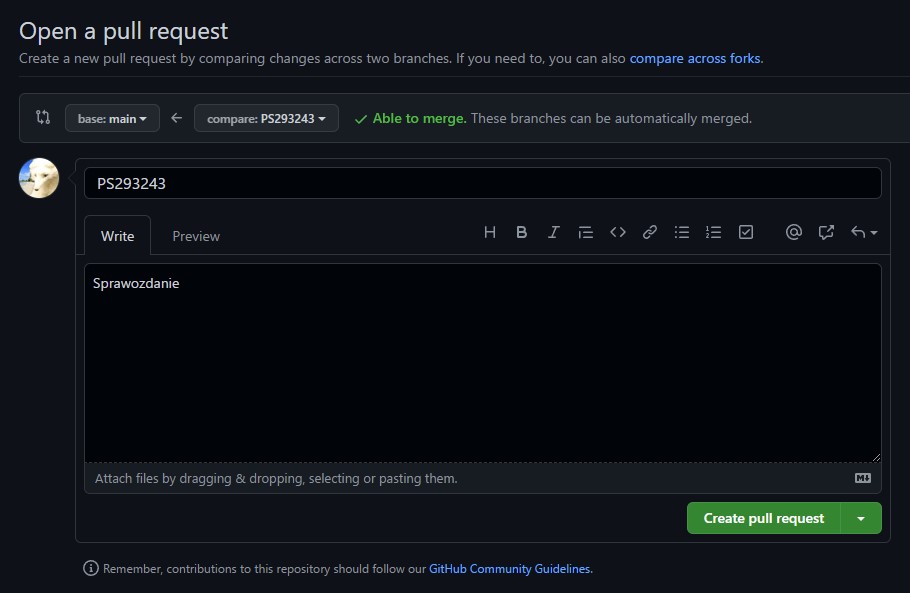 Open a pull request
Create a new pull request by comparing changes across two branches. If you need to, you can also compare across forks.
base: main compare: PS293243 Able to merge. These branches can be automatically merged.
PS293243
Write Preview
Sprawozdanie
Attach files by dragging & dropping, selecting or pasting them.
Create pull request
Remember, contributions to this repository should follow our GitHub Community Guidelines.